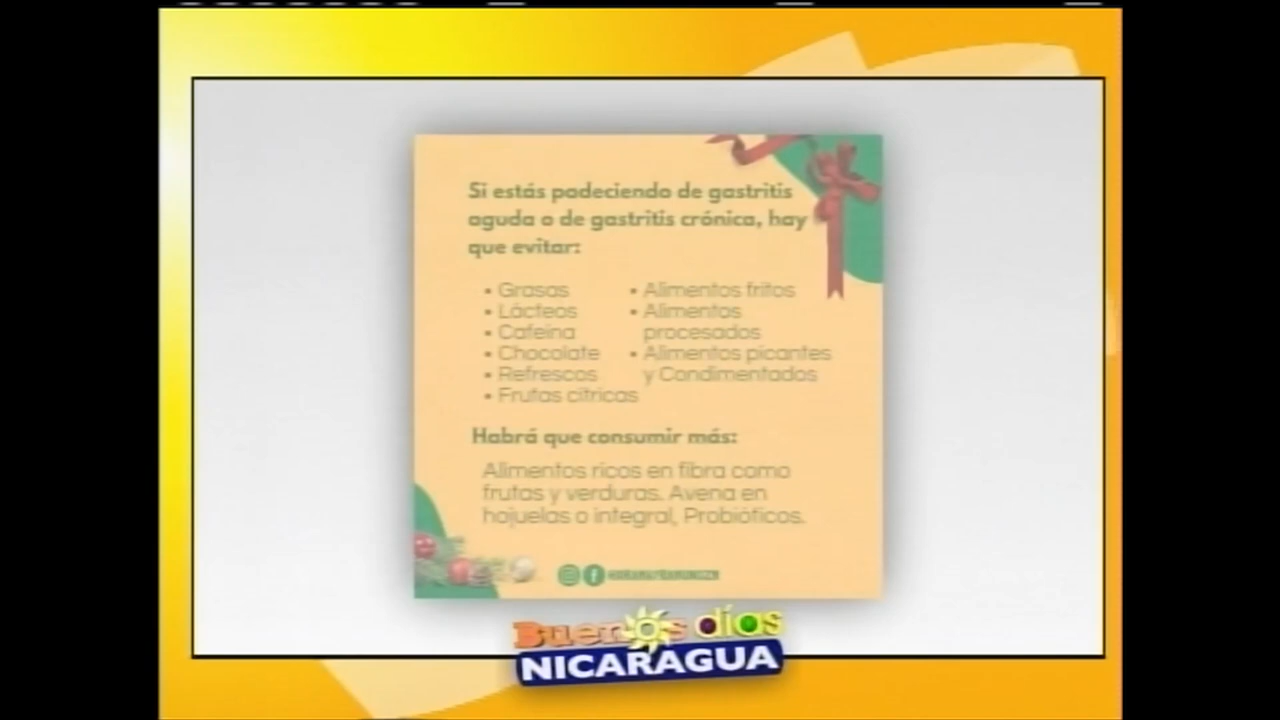 Si estás padeciendo de gastritis
aguda o de gastritis crónica, hay
que evitar:
• Grasas
• Lácteos
• Cafeína
• Chocolate
• Refrescos
• Frutas cítricas
• Alimentos fritos
• Alimentos
procesados
• Alimentos picantes
y Condimentados
Habrá que consumir más:
Alimentos ricos en fibra como
frutas y verduras. Avena en
hojuelas o integral, Probióticos.
Buenos días
NICARAGUA